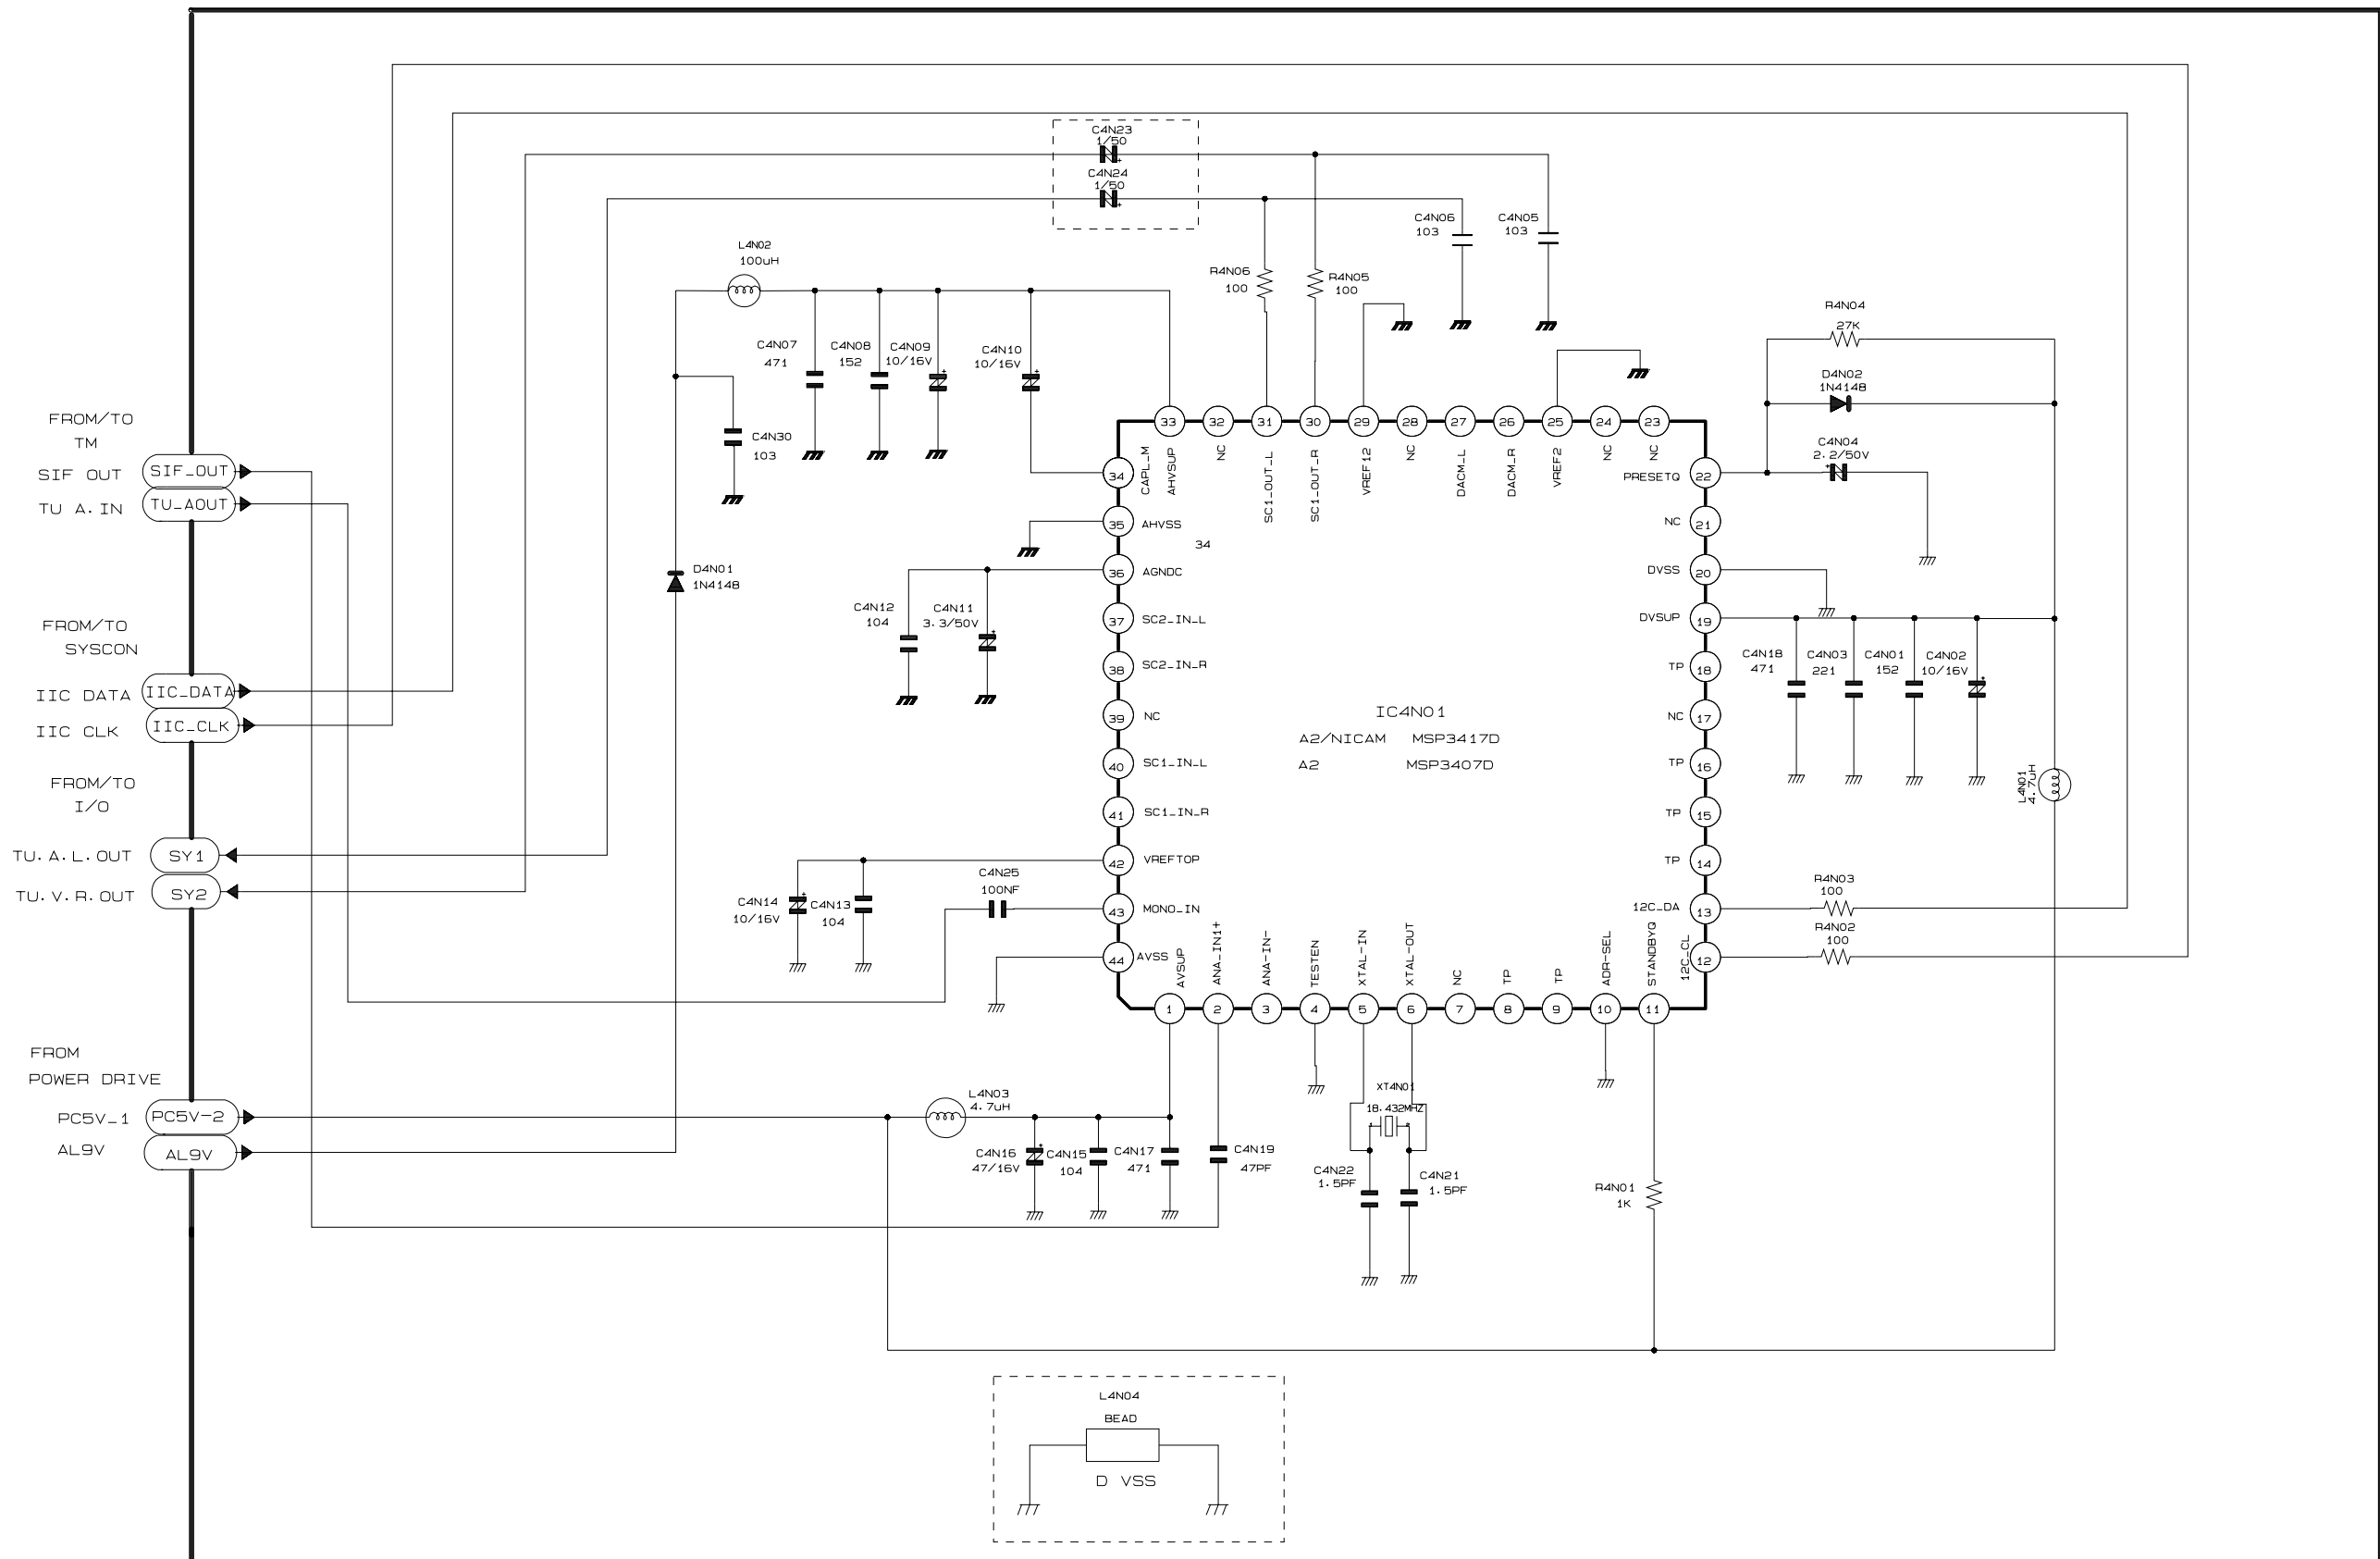 C4N23
1/50
C4N24
1/50
L4N02
100uH
C4N06
103
C4N05
103
R4N06
100
R4N05
100
R4N04
27K
D4N02
1N4148
C4N04
2.2/50V
C4N07
471
C4N08
152
C4N09
10/16V
C4N10
10/16V
C4N30
103
FROM/TO
TM
SIF OUT
SIF_OUT
TU A.IN
TU_AOUT
FROM/TO
SYSCON
IIC DATA
IIC_DATA
IIC CLK
IIC_CLK
FROM/TO
I/O
TU.A.L.OUT
SY1
TU.V.R.OUT
SY2
FROM
POWER DRIVE
PC5V_1
PC5V-2
AL9V
AL9V
D4N01
1N4148
C4N12
104
C4N11
3.3/50V
C4N14
10/16V
C4N13
104
C4N25
100NF
33
32
31
30
29
28
27
26
25
24
23
AHVSUP
NC
SC1_OUT_L
SC1_OUT_R
VREF12
NC
DACM_L
DACM_R
VREF2
NC
NC
34
CAPL_M
35
AHVSS
34
36
AGNDC
37
SC2_IN_L
38
SC2_IN_R
39
NC
40
SC1_IN_L
41
SC1_IN_R
42
VREFTOP
43
MONO_IN
44
AVSS
IC4N01
A2/NICAM MSP3417D
A2 MSP3407D
PRESETQ
22
NC
21
DVSS
20
DVSUP
19
TP
18
NC
17
TP
16
TP
15
TP
14
12C_DA
13
12C_CL
12
AVSUP
ANA_IN1+
ANA-IN-
TESTEN
XTAL-IN
XTAL-OUT
NC
TP
TP
ADR-SEL
STANDBYQ
1
2
3
4
5
6
7
8
9
10
11
C4N18
471
C4N03
221
C4N01
152
C4N02
10/16V
L4N01
4.7uH
R4N03
100
R4N02
100
L4N03
4.7uH
C4N16
47/16V
C4N15
104
C4N17
471
C4N19
47PF
XT4N01
18.432MHZ
C4N22
1.5PF
C4N21
1.5PF
R4N01
1K
L4N04
BEAD
D VSS